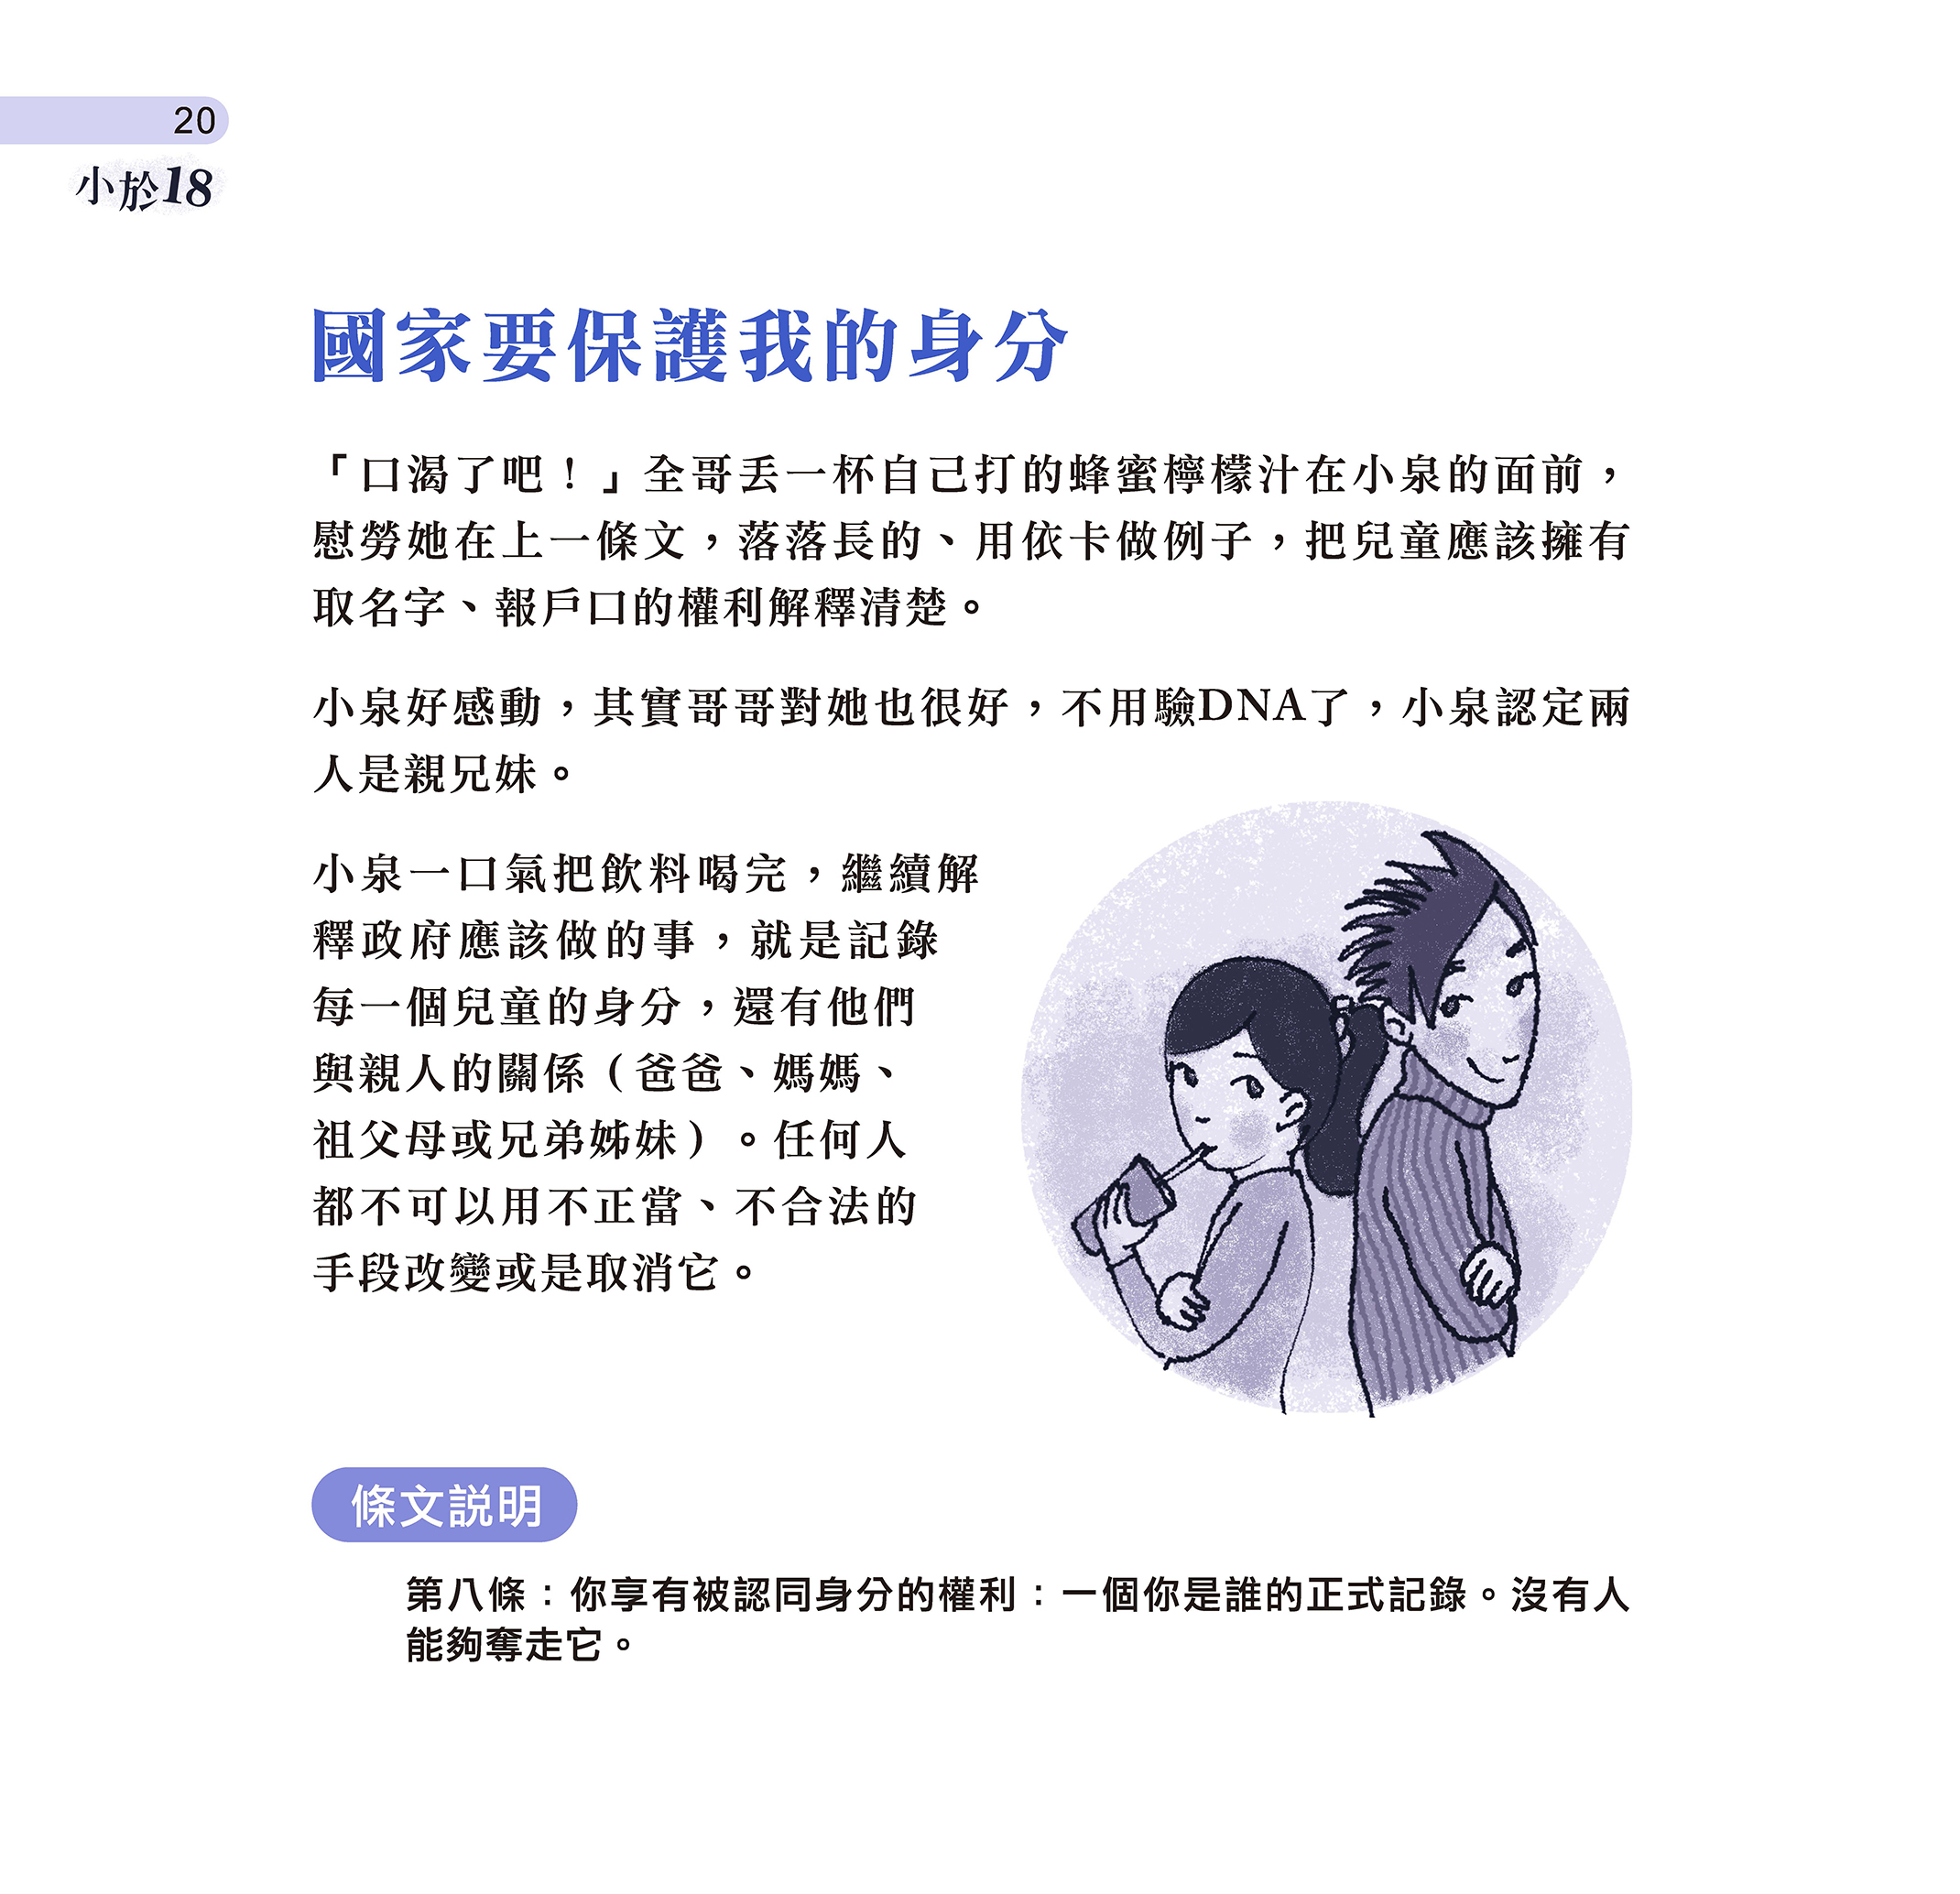 20
小於18
國家要保護我的身分
「口渴了吧！」全哥丟一杯自己打的蜂蜜檸檬汁在小泉的面前，
慰勞她在上一條文，落落長的、用依卡做例子，把兒童應該擁有
取名字、報戶口的權利解釋清楚。
小泉好感動，其實哥哥對她也很好，不用驗DNA了，小泉認定兩
人是親兄妹。
小泉一口氣把飲料喝完，繼續解
釋政府應該做的事，就是記錄
每一個兒童的身分，還有他們
與親人的關係（爸爸、媽媽、
祖父母或兄弟姊妹）。任何人
都不可以用不正當、不合法的
手段改變或是取消它。
條文説明
第八條：你享有被認同身分的權利：一個你是誰的正式記錄。沒有人
能夠奪走它。